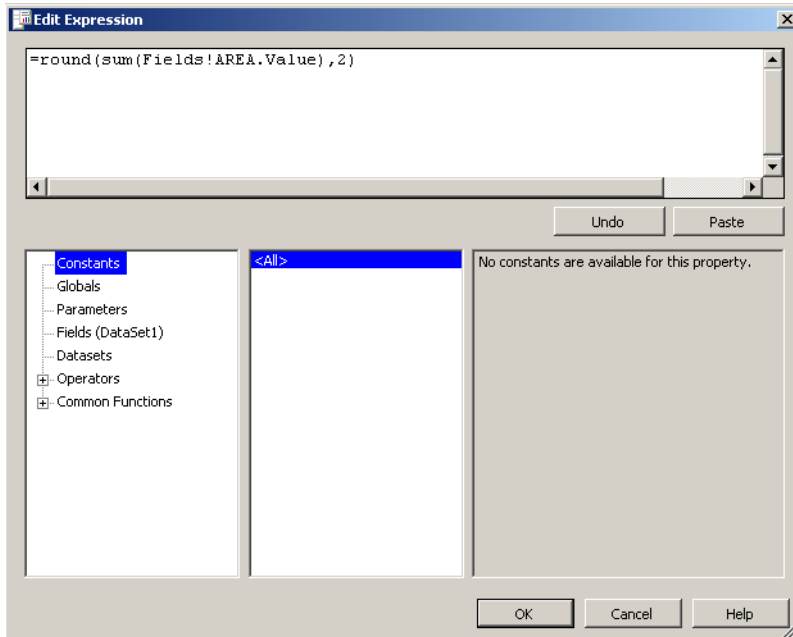 Edit Expression
=round(sum(Fields!AREA.Value),2)
Undo
Paste
Constants
Globals
Parameters
Fields (DataSet1)
Datasets
Operators
Common Functions
<All>
No constants are available for this property.
OK
Cancel
Help